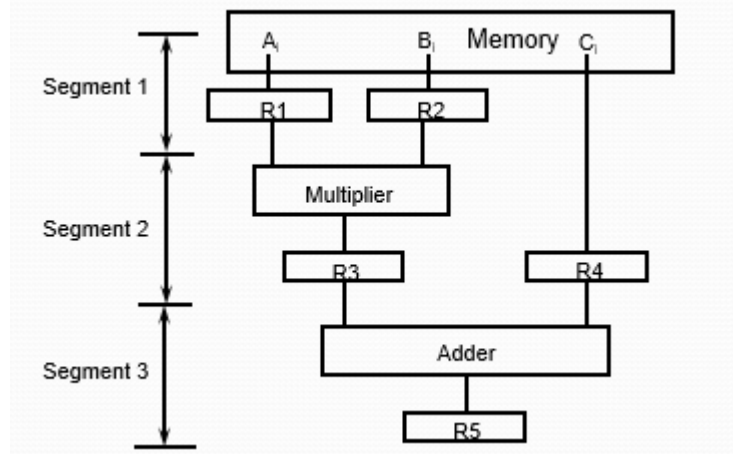 Aᵢ Bᵢ Memory Cᵢ
Segment 1
R1 R2
Multiplier
Segment 2
R3 R4
Adder
Segment 3
R5